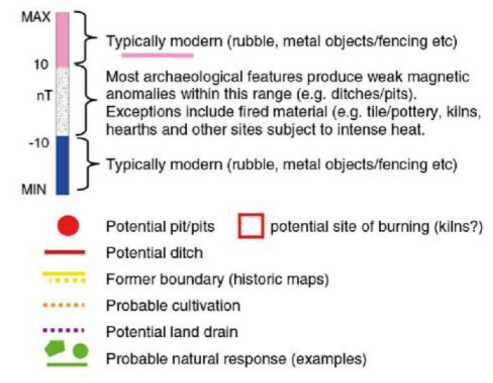 MAX
Typically modern (rubble, metal objects/fencing etc)
10
nT
Most archaeological features produce weak magnetic
anomalies within this range (e.g. ditches/pits).
Exceptions include fired material (e.g. tile/pottery, kilns,
hearths and other sites subject to intense heat.
-10
Typically modern (rubble, metal objects/fencing etc)
MIN
Potential pit/pits potential site of burning (kilns?)
Potential ditch
Former boundary (historic maps)
Probable cultivation
Potential land drain
Probable natural response (examples)